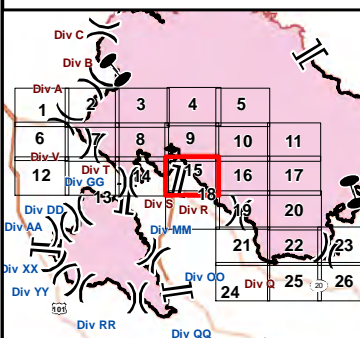 Div C
Div B
Div A
1 2 3 4 5
6 7 8 9 10 11
Div V
12 Div T 14 15 16 17
Div GG
13 Div S Div R 18 19 20
Div DD
Div AA
Div MM
21 22 23
Div XX
Div OO
Div YY
24 Div Q 25 20 26
101
Div RR
Div QQ